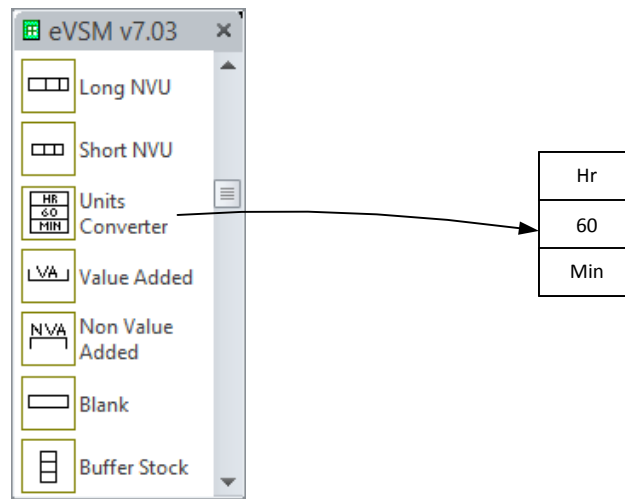 eVSM v7.03
Long NVU
Short NVU
HR
60
MIN
Units
Converter
VA
Value Added
NVA
Non Value
Added
Blank
Buffer Stock
Hr
60
Min